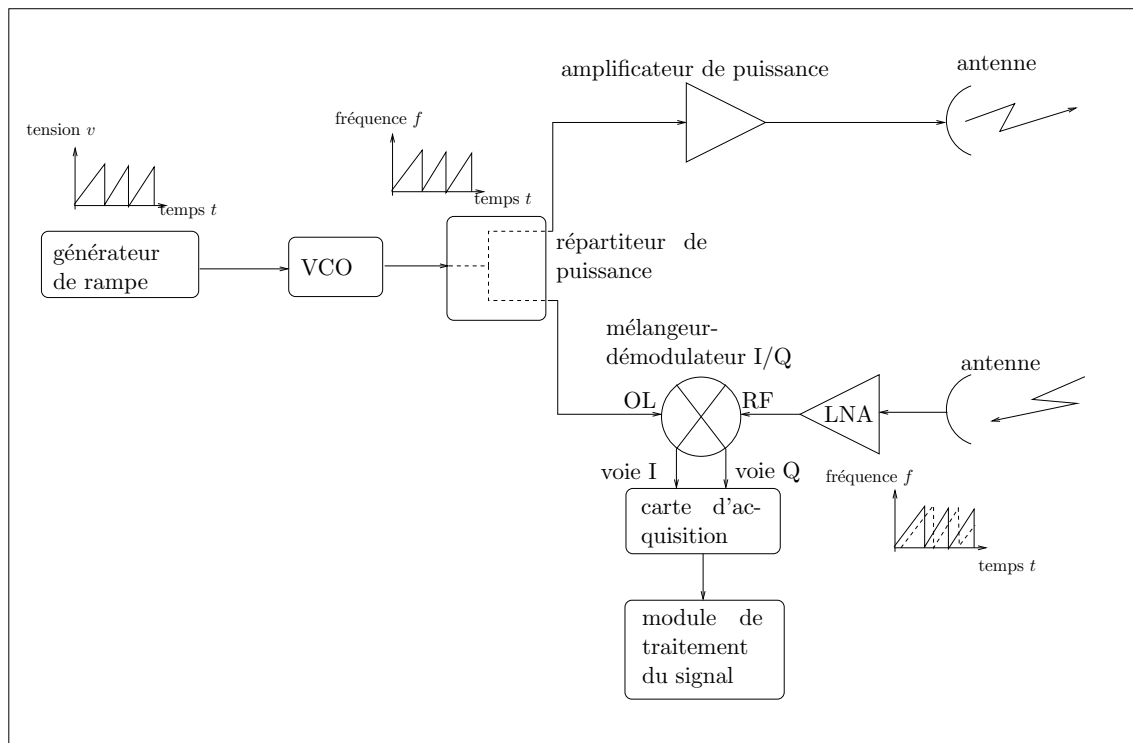 amplificateur de puissance
antenne
tension v
fréquence f
temps t
temps t
générateur
de rampe
VCO
répartiteur de
puissance
mélangeur-
démodulateur I/Q
antenne
OL
RF
LNA
voie I
voie Q
fréquence f
carte d'ac-
quisition
temps t
module de
traitement
du signal